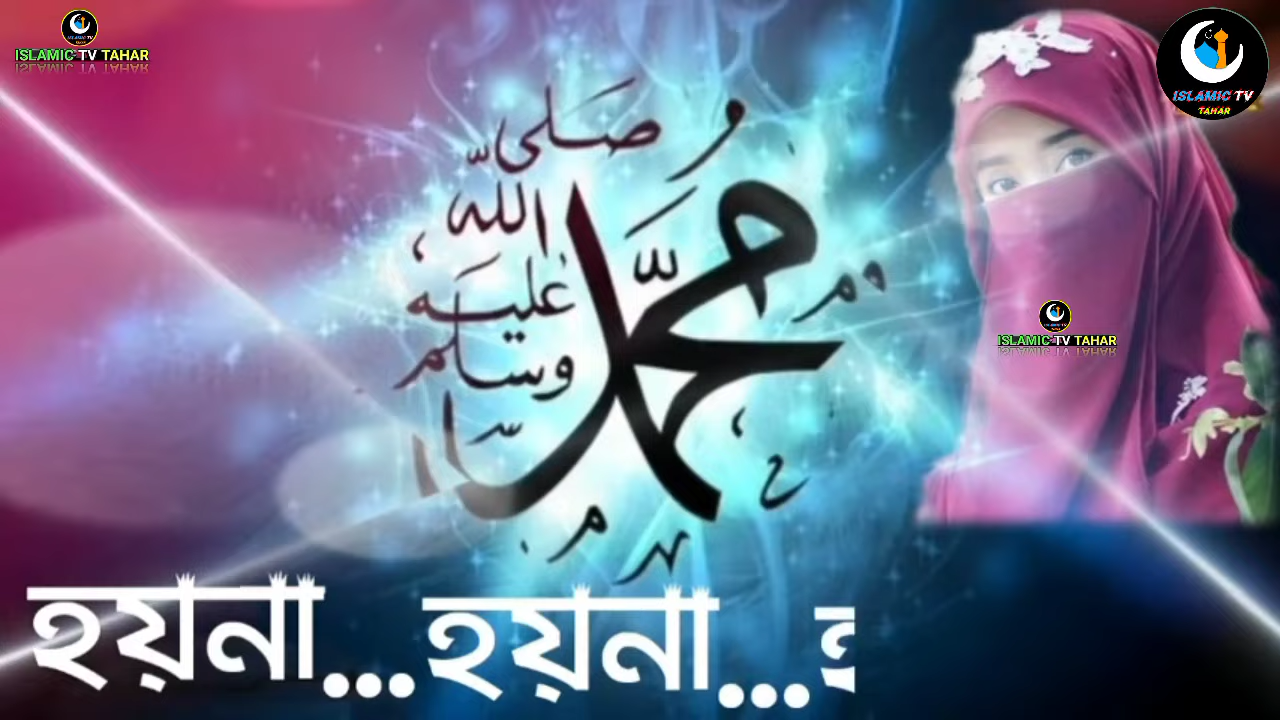 ISLAMIC TV TAHAR
ISLAMIC TV
TAHAR
صلى
الله
عليه
وسلم
محمد
ISLAMIC TV TAHAR
হয়না...হয়না...